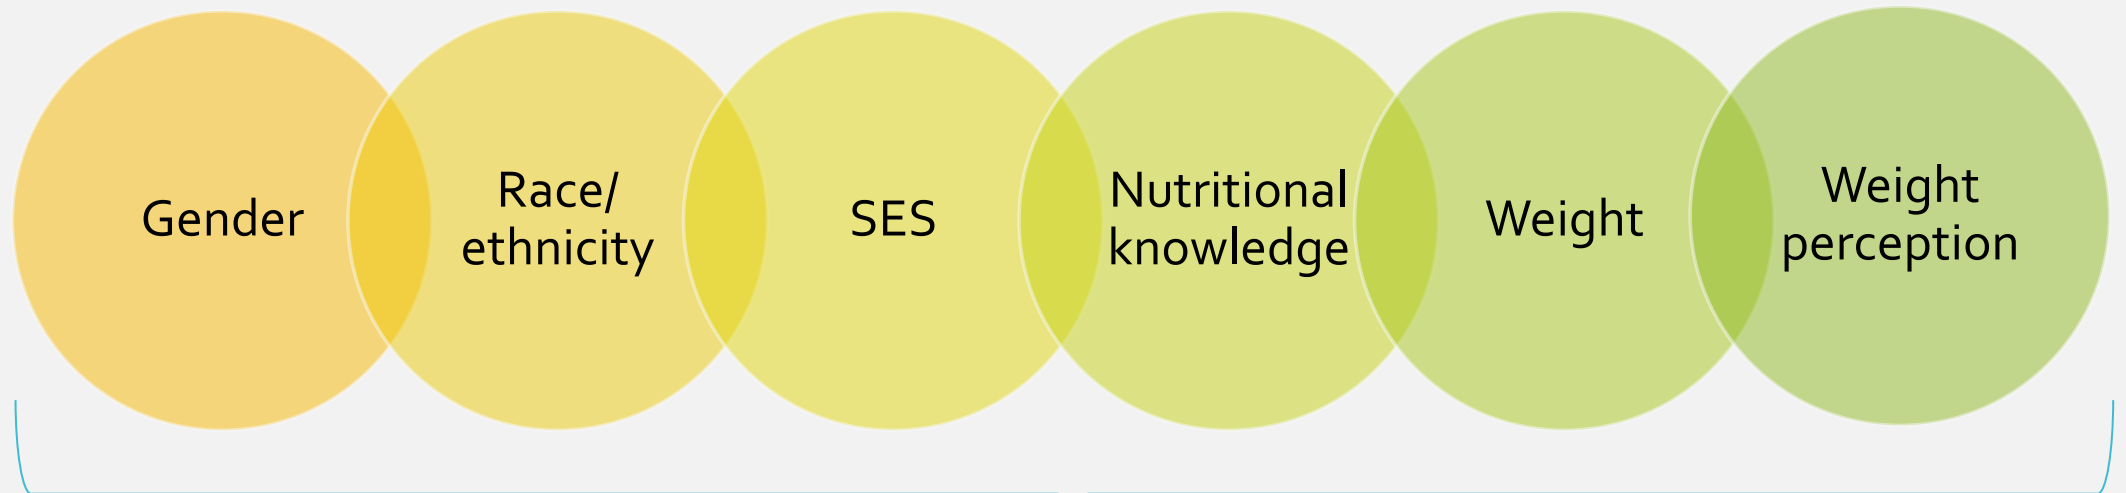 Gender
Race/
ethnicity
SES
Nutritional
knowledge
Weight
Weight
perception